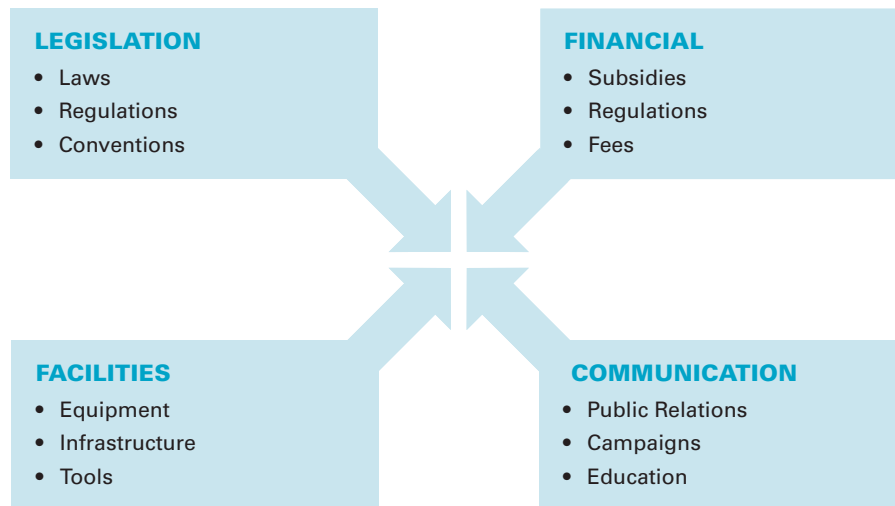 LEGISLATION
• Laws
• Regulations
• Conventions
FINANCIAL
• Subsidies
• Regulations
• Fees
FACILITIES
• Equipment
• Infrastructure
• Tools
COMMUNICATION
• Public Relations
• Campaigns
• Education